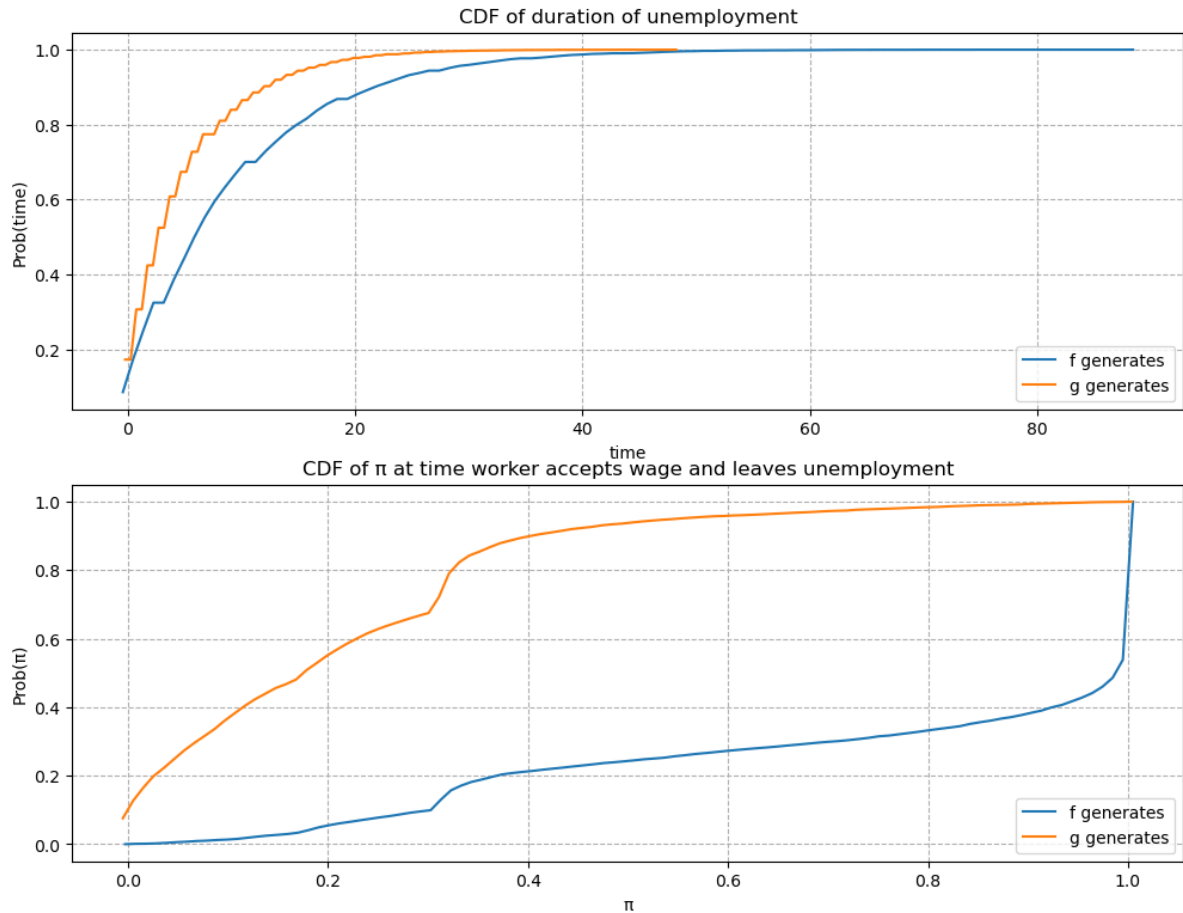 CDF of duration of unemployment
Prob(time)
1.0
0.8
0.6
0.4
0.2
f generates
g generates
0 20 40 60 80
time
CDF of π at time worker accepts wage and leaves unemployment
Prob(π)
1.0
0.8
0.6
0.4
0.2
0.0
f generates
g generates
0.0 0.2 0.4 0.6 0.8 1.0
π